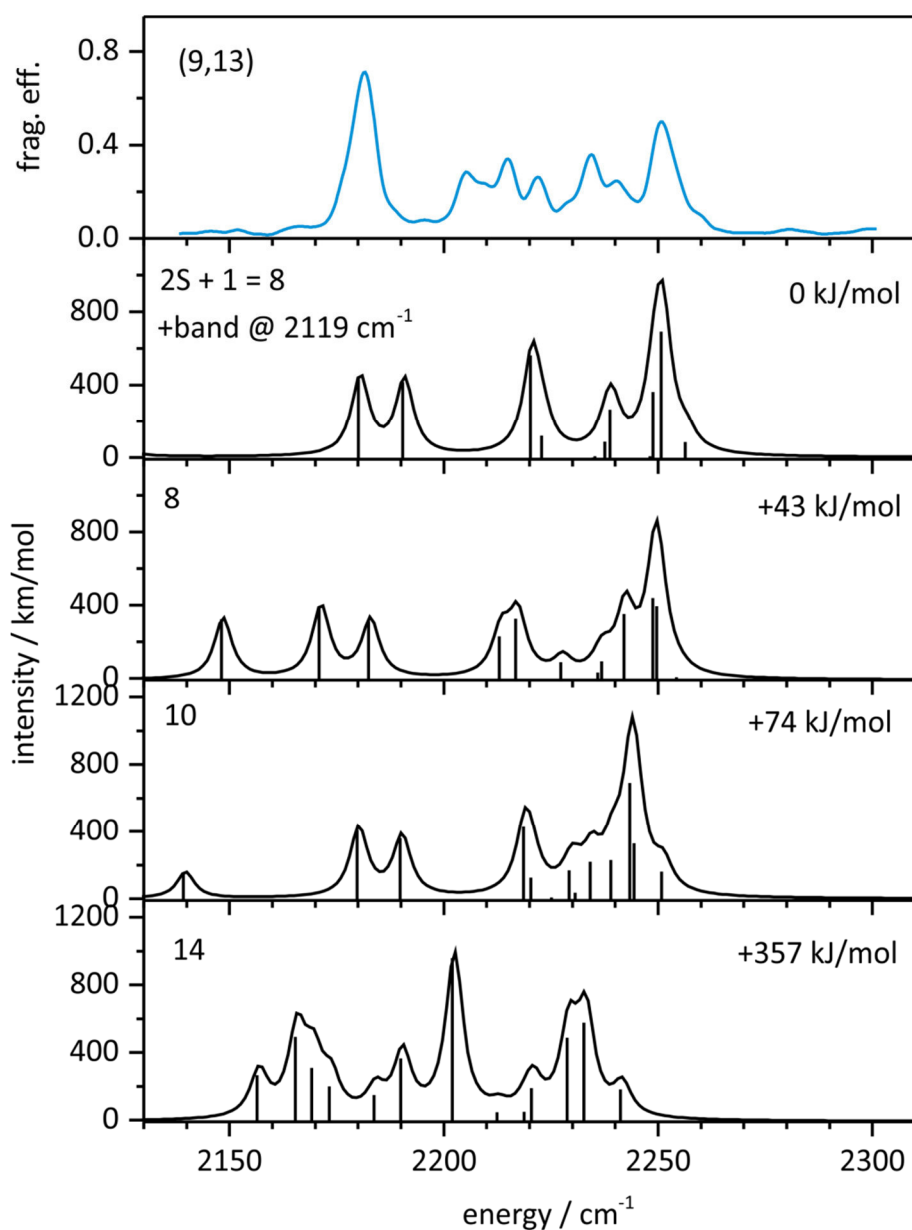 frag. eff.
0.8
0.4
0.0
(9,13)
intensity / km/mol
800
400
0
2S + 1 = 8
+band @ 2119 cm⁻¹
0 kJ/mol
800
400
0
8
+43 kJ/mol
1200
800
400
0
10
+74 kJ/mol
1200
800
400
0
14
+357 kJ/mol
2150
2200
2250
2300
energy / cm⁻¹